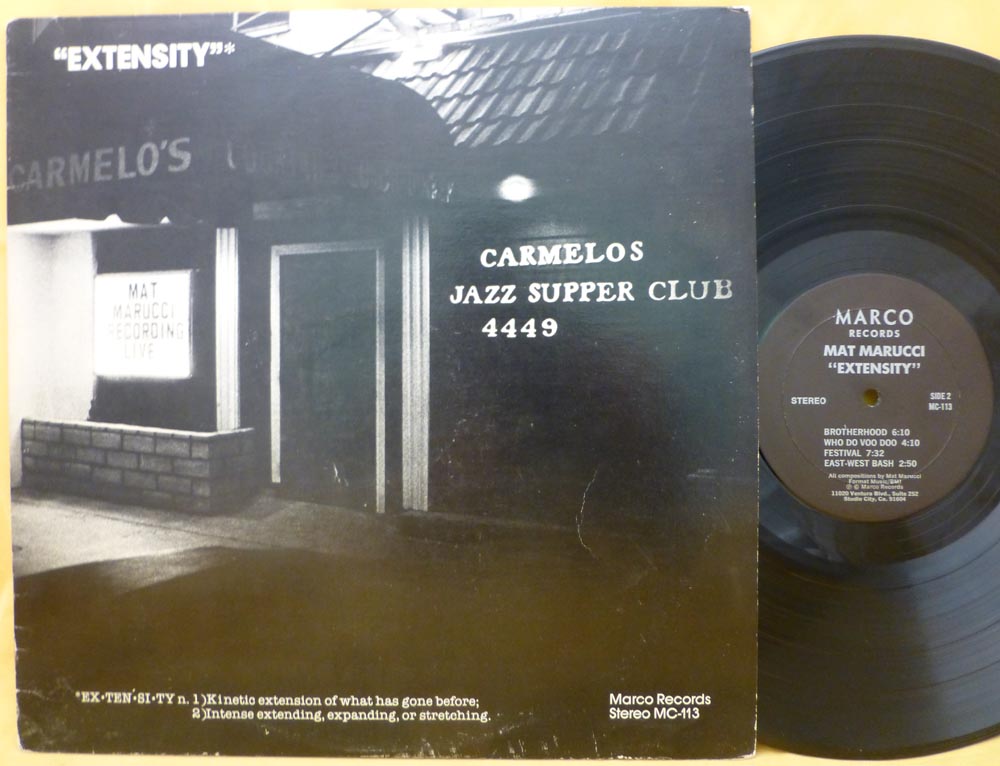 “EXTENSITY”*
CARMELO'S
MAT
MARUCCI
RECORDING
LIVE
CARMELOS
JAZZ SUPPER CLUB
4449
*EX•TEN´•SI•TY n. 1)Kinetic extension of what has gone before;
2)Intense extending, expanding, or stretching.
Marco Records
Stereo MC-113
MARCO
RECORDS
MAT MARUCCI
“EXTENSITY”
STEREO
SIDE 2
MC-113
BROTHERHOOD 6:10
WHO DO VOO DOO 4:10
FESTIVAL 7:32
EAST-WEST BASH 2:50
All compositions by Mat Marucci
Format Music/BMI
℗ © Marco Records
11020 Ventura Blvd., Suite 252
Studio City, Ca. 91604